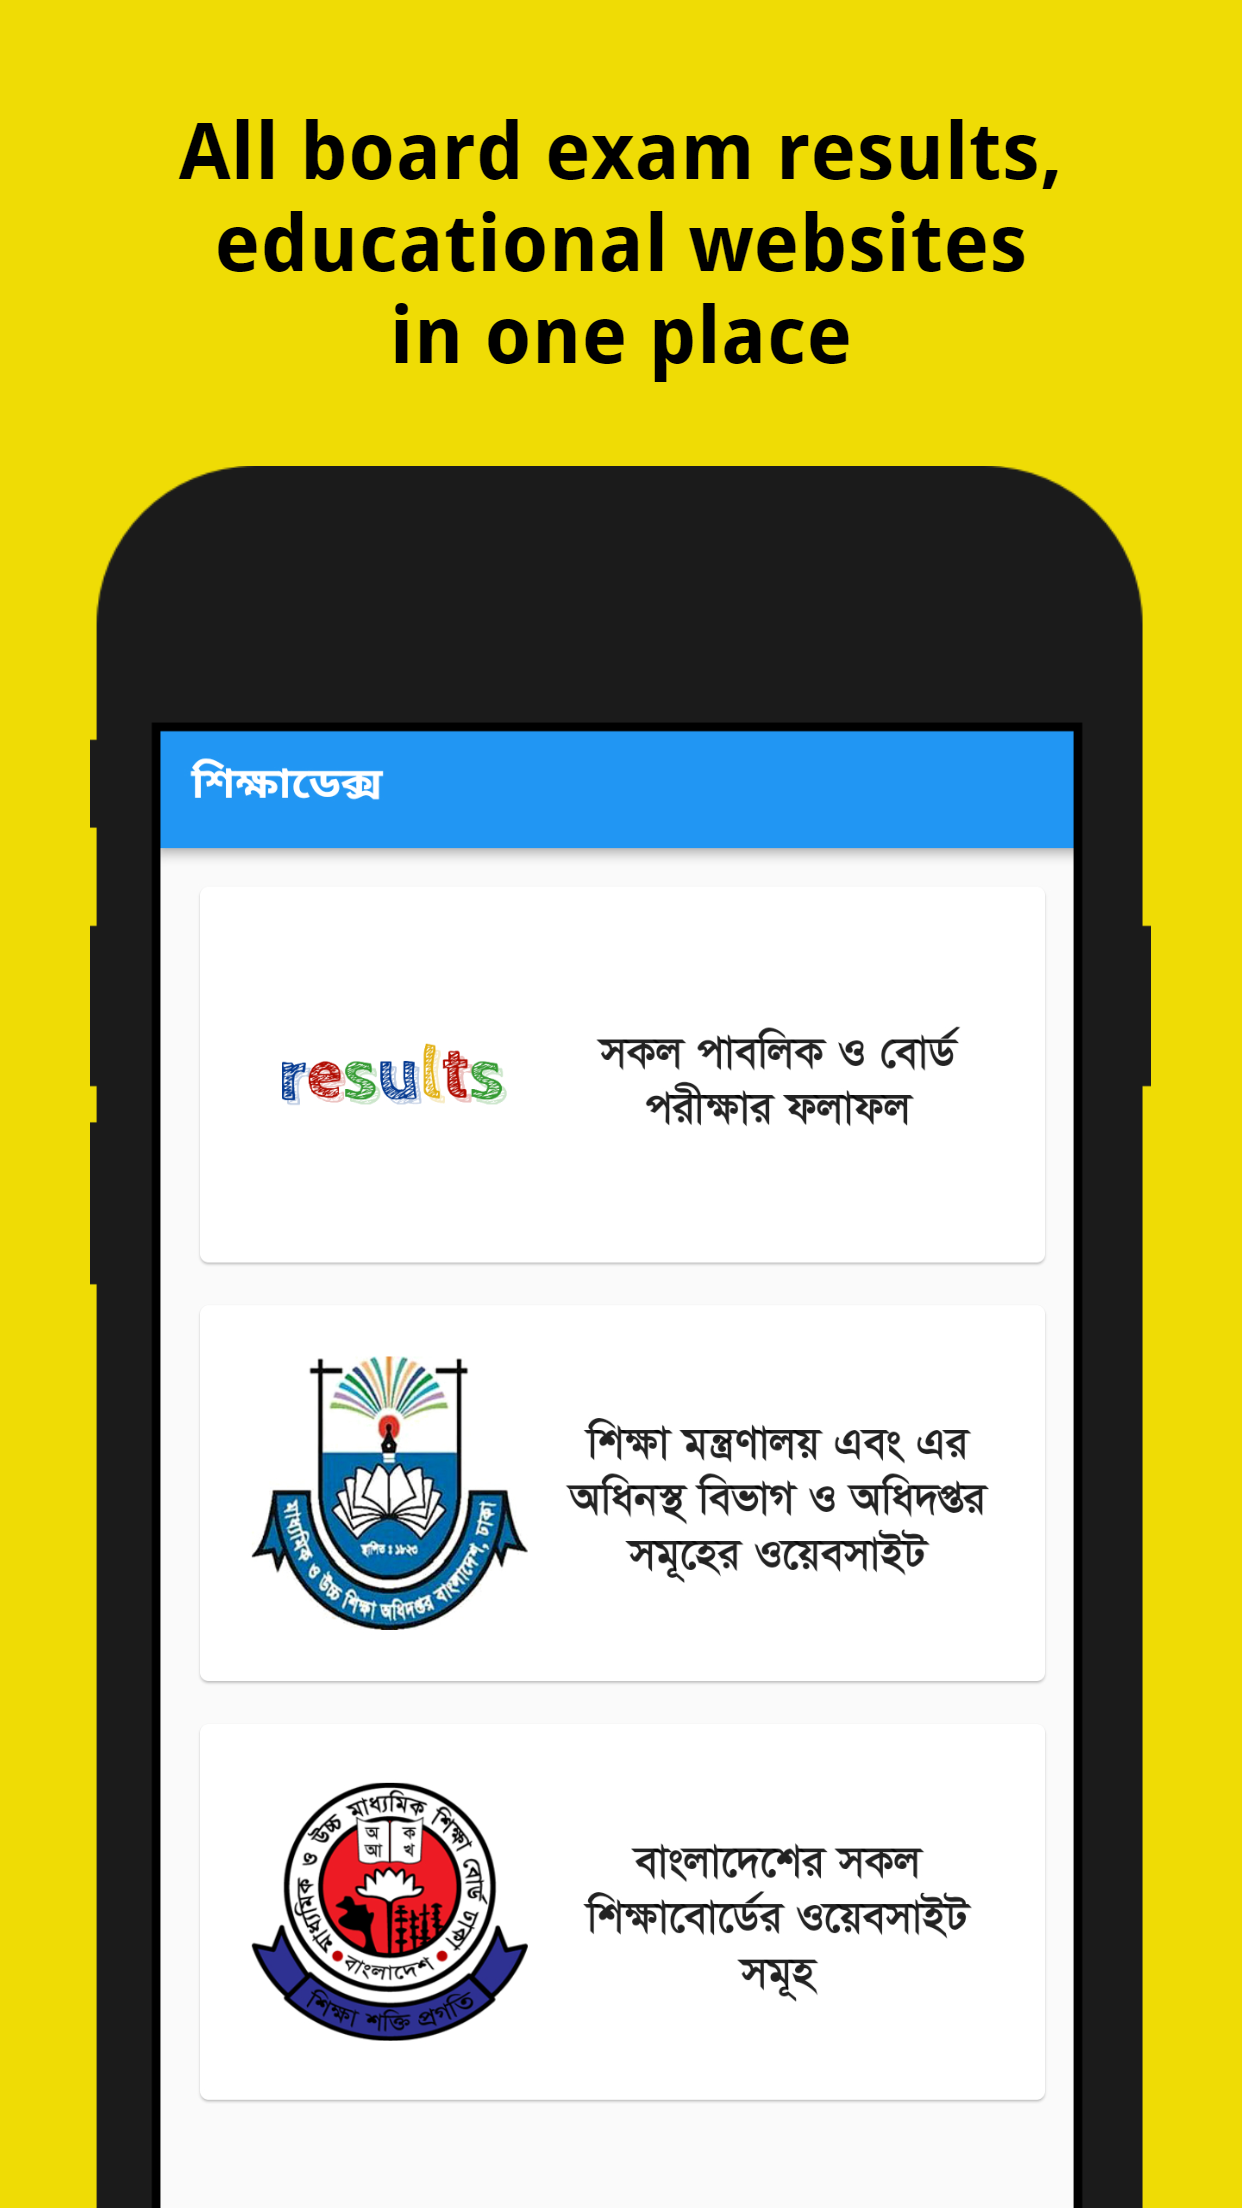 All board exam results,
educational websites
in one place
শিক্ষাডেক্স
results
সকল পাবলিক ও বোর্ড
পরীক্ষার ফলাফল
শিক্ষা মন্ত্রণালয় এবং এর
অধিনস্থ বিভাগ ও অধিদপ্তর
সমূহের ওয়েবসাইট
স্থাপিত : ১৮২৩
মাধ্যমিক ও উচ্চ শিক্ষা অধিদপ্তর বাংলাদেশ, ঢাকা
মাধ্যমিক ও উচ্চ মাধ্যমিক শিক্ষা বোর্ড ঢাকা
অ ক
আ খ
বাংলাদেশ
শিক্ষা শক্তি প্রগতি
বাংলাদেশের সকল
শিক্ষাবোর্ডের ওয়েবসাইট
সমূহ